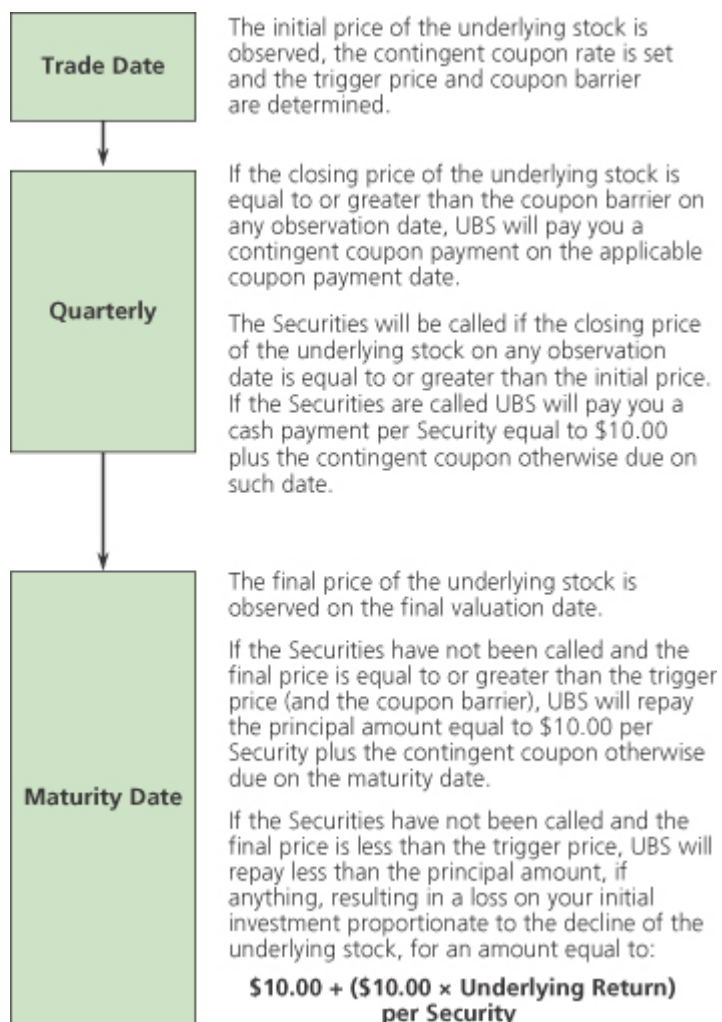 Trade Date
The initial price of the underlying stock is
observed, the contingent coupon rate is set
and the trigger price and coupon barrier
are determined.
Quarterly
If the closing price of the underlying stock is
equal to or greater than the coupon barrier on
any observation date, UBS will pay you a
contingent coupon payment on the applicable
coupon payment date.
The Securities will be called if the closing price
of the underlying stock on any observation
date is equal to or greater than the initial price.
If the Securities are called UBS will pay you a
cash payment per Security equal to $10.00
plus the contingent coupon otherwise due on
such date.
Maturity Date
The final price of the underlying stock is
observed on the final valuation date.
If the Securities have not been called and the
final price is equal to or greater than the trigger
price (and the coupon barrier), UBS will repay
the principal amount equal to $10.00 per
Security plus the contingent coupon otherwise
due on the maturity date.
If the Securities have not been called and the
final price is less than the trigger price, UBS will
repay less than the principal amount, if
anything, resulting in a loss on your initial
investment proportionate to the decline of the
underlying stock, for an amount equal to:
$10.00 + ($10.00 × Underlying Return)
per Security